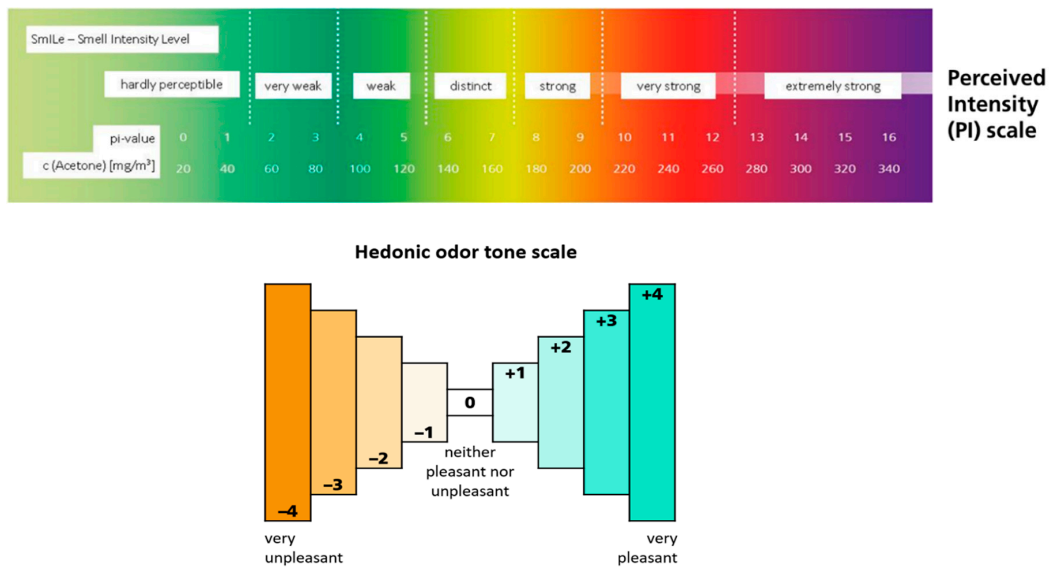 SmILe – Smell Intensity Level
hardly perceptible very weak weak distinct strong very strong extremely strong
pi-value 0 1 2 3 4 5 6 7 8 9 10 11 12 13 14 15 16
c (Acetone) [mg/m³] 20 40 60 80 100 120 140 160 180 200 220 240 260 280 300 320 340
Perceived
Intensity
(PI) scale
Hedonic odor tone scale
–4 –3 –2 –1 0 +1 +2 +3 +4
neither
pleasant nor
unpleasant
very
unpleasant
very
pleasant